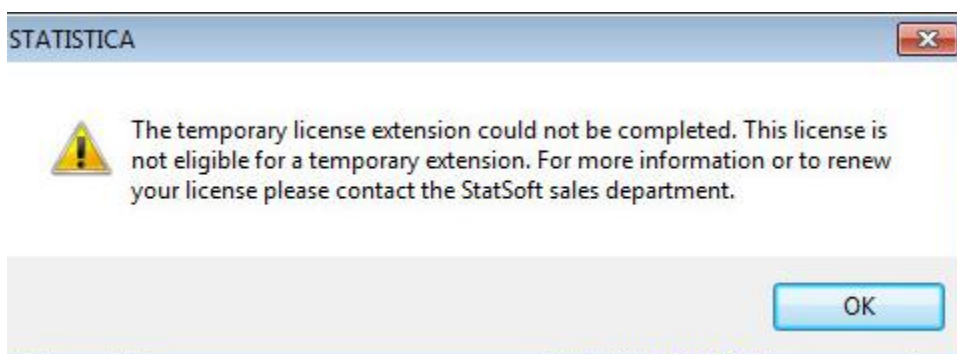 STATISTICA
The temporary license extension could not be completed. This license is
not eligible for a temporary extension. For more information or to renew
your license please contact the StatSoft sales department.
OK